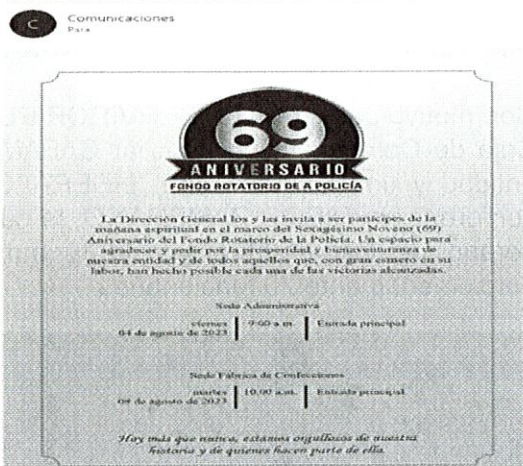 C
Comunicaciones
Para
69
ANIVERSARIO
FONDO ROTATORIO DE A POLICÍA
La Dirección General los y las invita a ser partícipes de la
mañana espiritual en el marco del Sexagésimo Noveno (69)
Aniversario del Fondo Rotatorio de la Policía. Un espacio para
agradecer y pedir por la prosperidad y bienaventuranza de
nuestra entidad y de todos aquellos que, con gran esmero en su
labor, han hecho posible cada una de las victorias alcanzadas.
Sede Administrativa
viernes
04 de agosto de 2023
9:00 a.m.
Entrada principal
Sede Fábrica de Confecciones
martes
de agosto de 2023
10:00 a.m.
Entrada principal
Hoy más que nunca, estamos orgullosos de nuestra
historia y de quienes hacen parte de ella.